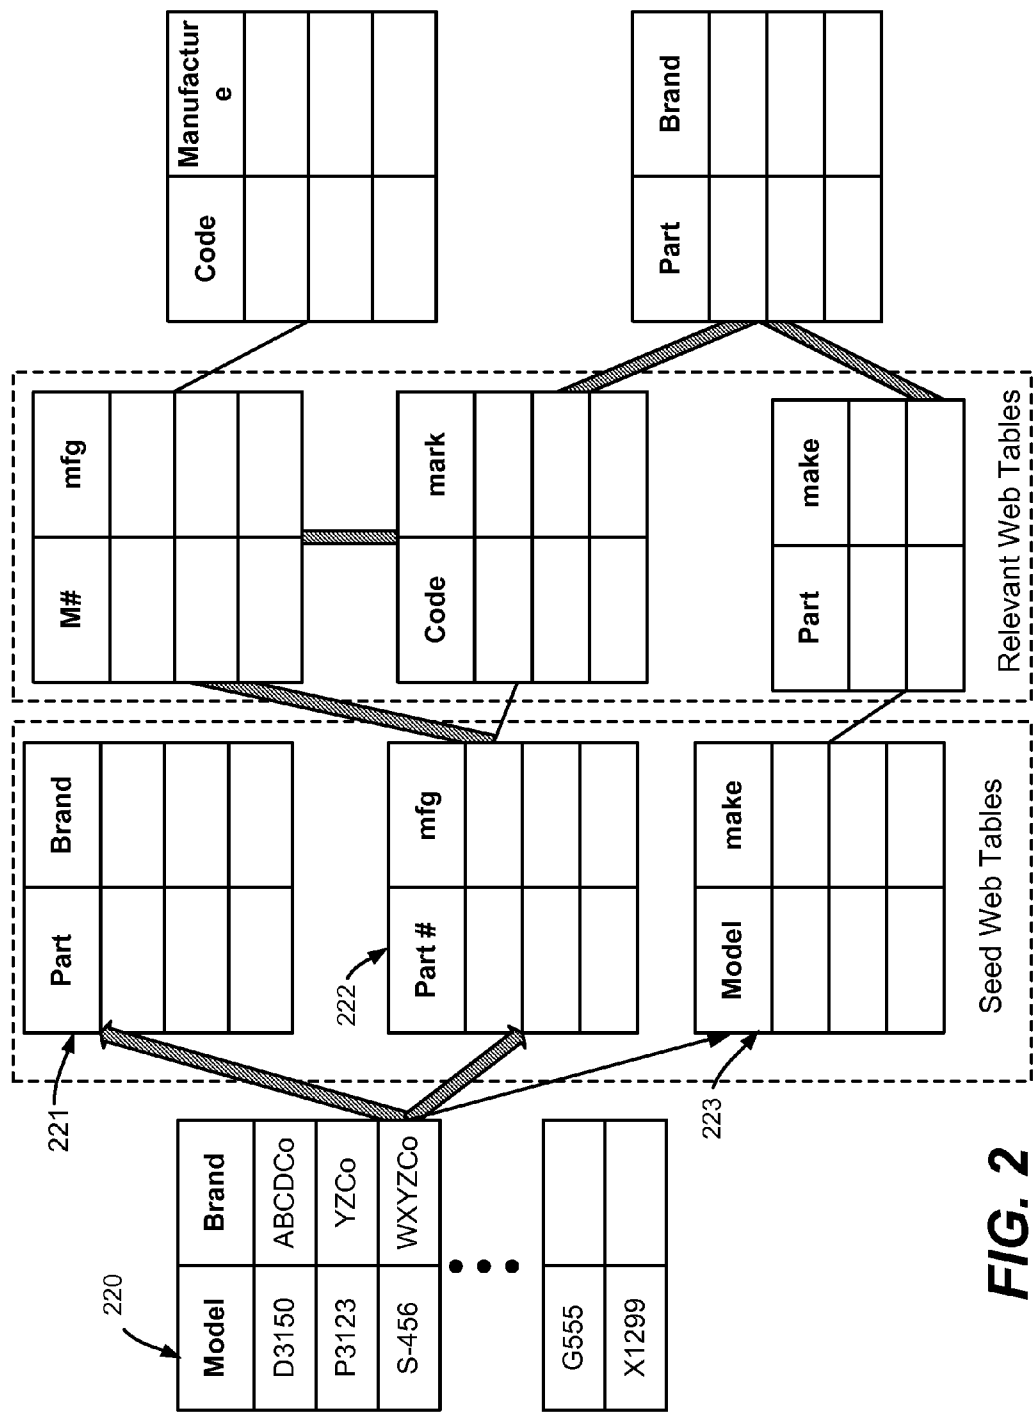 220
Model Brand
D3150 ABCDCo
P3123 YZCo
S-456 WXYZCo
G555
X1299
221
Part Brand
222
Part # mfg
223
Model make
Seed Web Tables
M# mfg
Code mark
Part make
Relevant Web Tables
Code Manufactur
e
Part Brand
FIG. 2